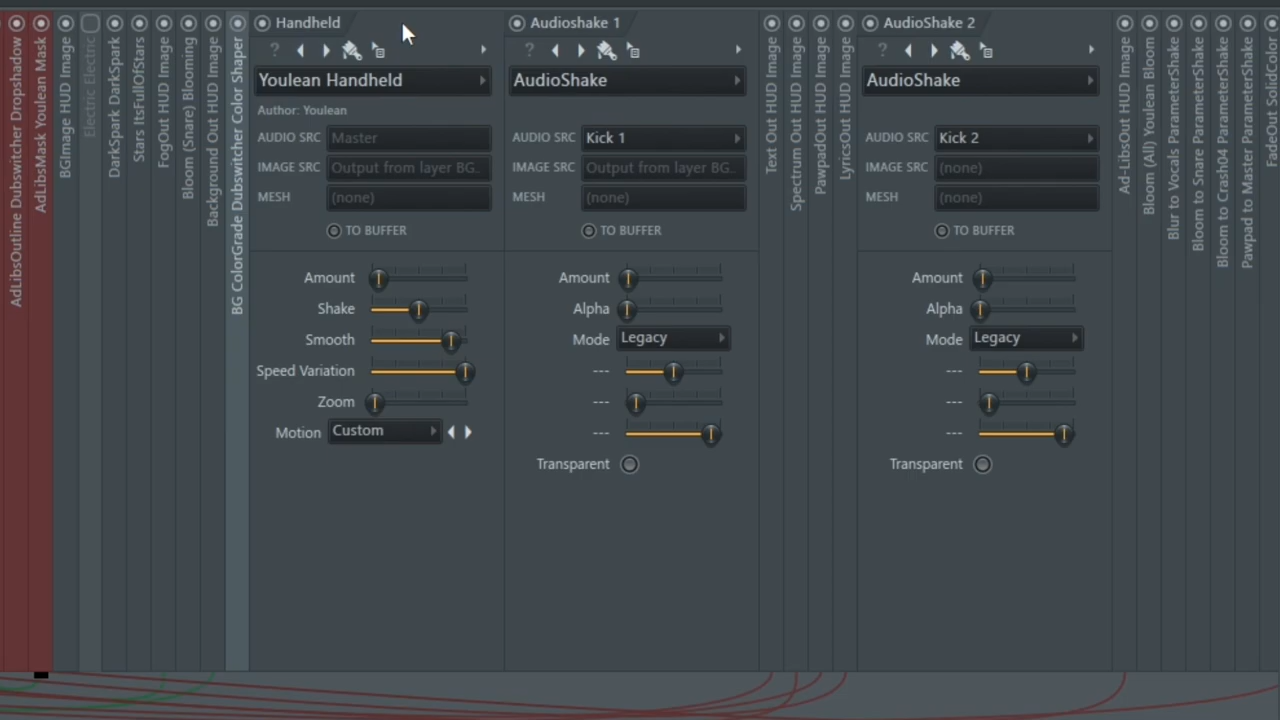 AdLibsOutline Dubswitcher Dropshadow
AdLibsMask Youlean Mask
BGImage HUD Image
Electric Electric
DarkSpark DarkSpark
Stars ItsFullOfStars
FogOut HUD Image
Bloom (Snare) Blooming
Background Out HUD Image
BG ColorGrade Dubswitcher Color Shaper
Handheld
?
Youlean Handheld
Author: Youlean
AUDIO SRC Master
IMAGE SRC Output from layer BG..
MESH (none)
TO BUFFER
Amount
Shake
Smooth
Speed Variation
Zoom
Motion Custom
Audioshake 1
?
AudioShake
AUDIO SRC Kick 1
IMAGE SRC Output from layer BG..
MESH (none)
TO BUFFER
Amount
Alpha
Mode Legacy
---
---
---
Transparent
Text Out HUD Image
Spectrum Out HUD Image
PawpadOut HUD Image
LyricsOut HUD Image
AudioShake 2
?
AudioShake
AUDIO SRC Kick 2
IMAGE SRC (none)
MESH (none)
TO BUFFER
Amount
Alpha
Mode Legacy
---
---
---
Transparent
Ad-LibsOut HUD Image
Bloom (All) Youlean Bloom
Blur to Vocals ParameterShake
Bloom to Snare ParameterShake
Bloom to Crash04 ParameterShake
Pawpad to Master ParameterShake
FadeOut SolidColor